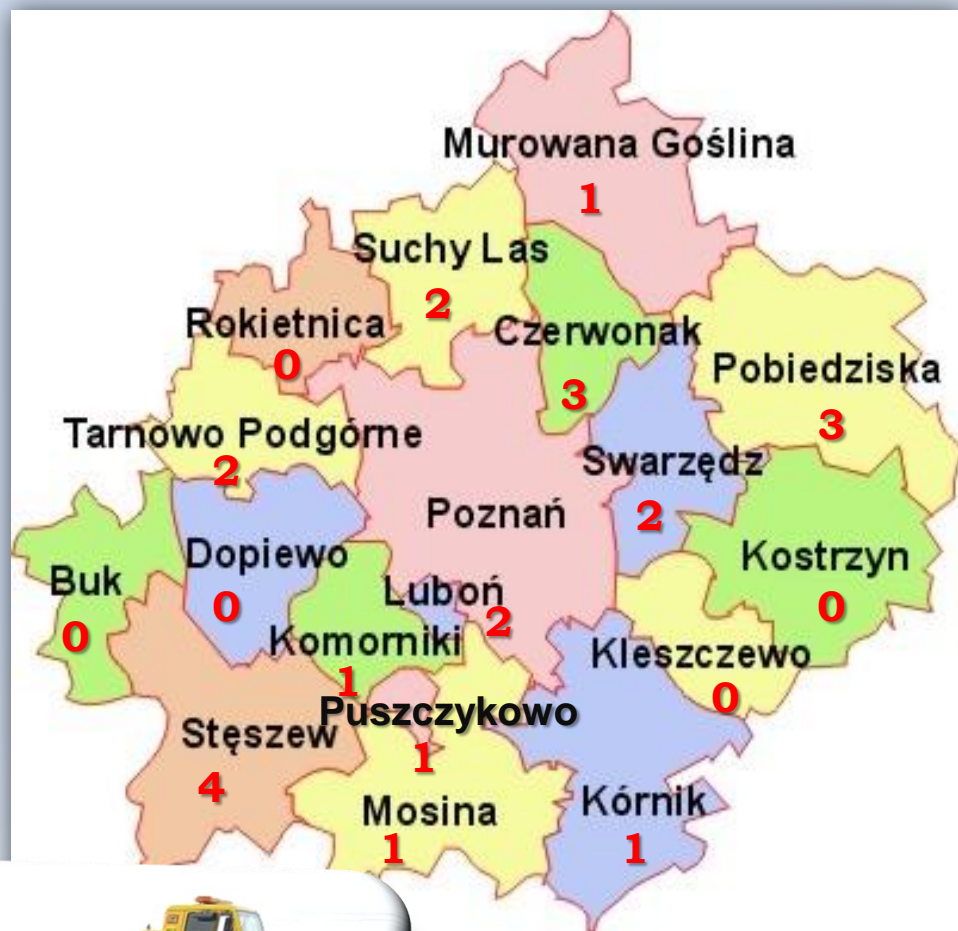 Murowana Goślina
1
Suchy Las
2
Rokietnica
0
Czerwonak
3
Pobiedziska
3
Tarnowo Podgórne
2
Swarzędz
2
Poznań
Kostrzyn
0
Dopiewo
0
Buk
0
Luboń
2
Komorniki
1
Kleszczewo
0
Puszczykowo
1
Stęszew
4
Mosina
1
Kórnik
1